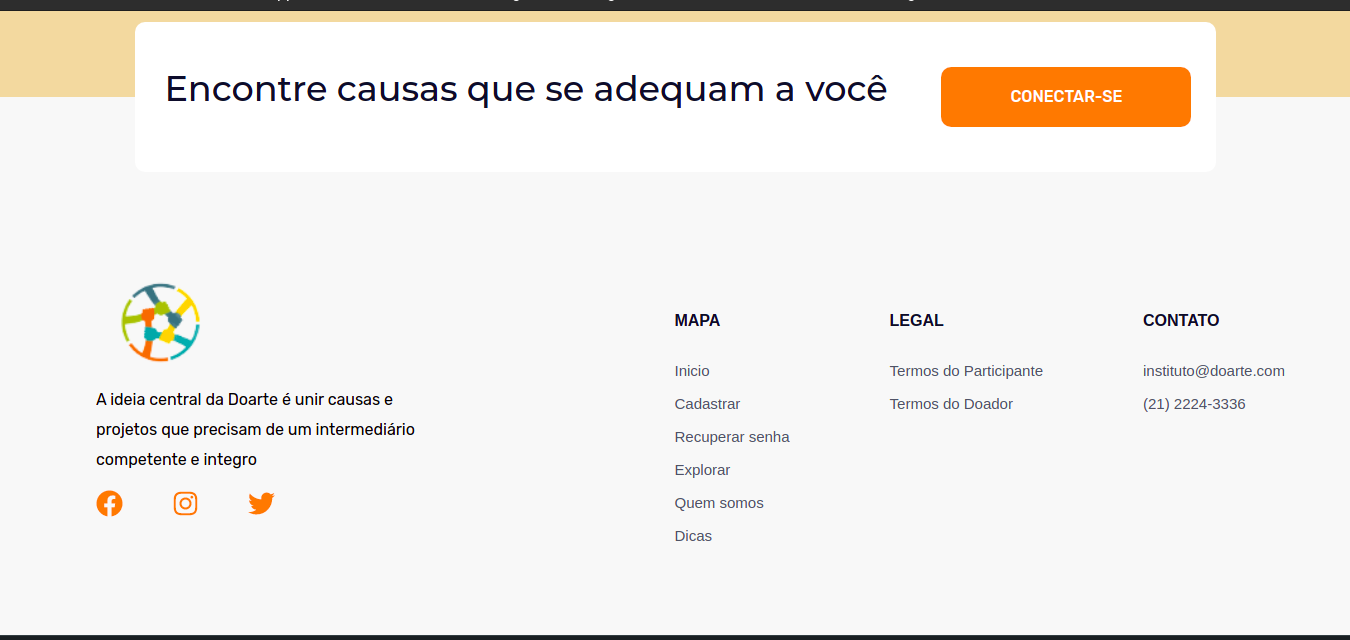 Encontre causas que se adequam a você
CONECTAR-SE
A ideia central da Doarte é unir causas e
projetos que precisam de um intermediário
competente e integro
MAPA
Inicio
Cadastrar
Recuperar senha
Explorar
Quem somos
Dicas
LEGAL
Termos do Participante
Termos do Doador
CONTATO
instituto@doarte.com
(21) 2224-3336